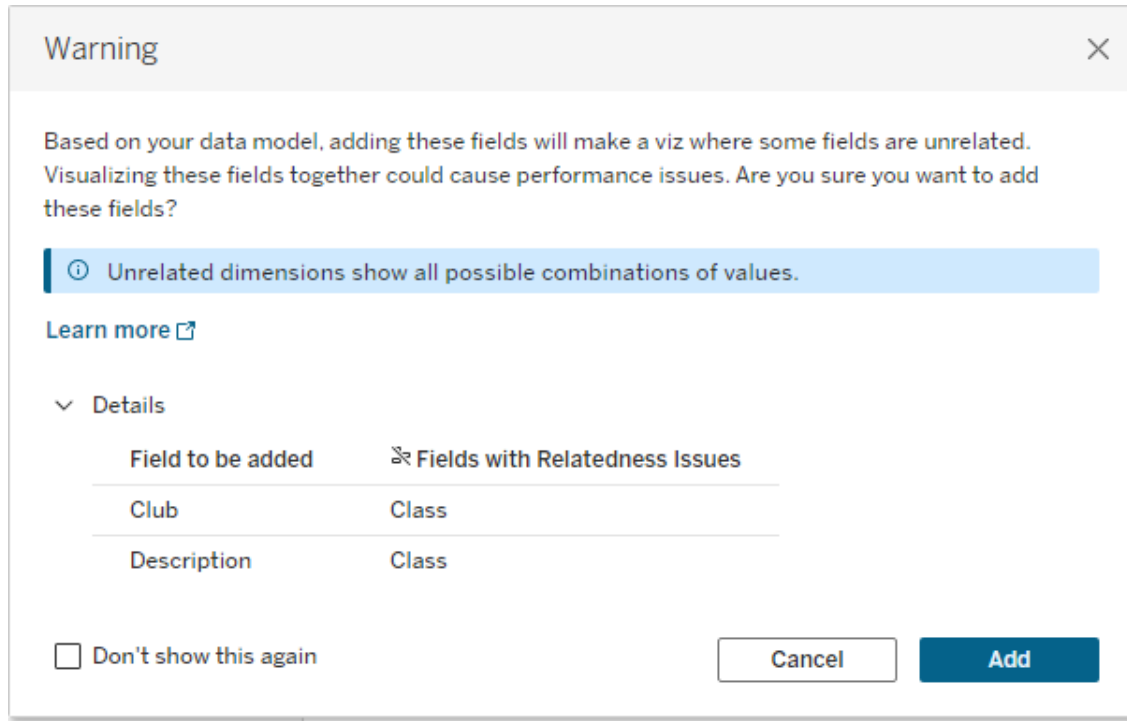 Warning
Based on your data model, adding these fields will make a viz where some fields are unrelated.
Visualizing these fields together could cause performance issues. Are you sure you want to add
these fields?
Unrelated dimensions show all possible combinations of values.
Learn more
Details
Field to be added Fields with Relatedness Issues
Club Class
Description Class
Don't show this again Cancel Add